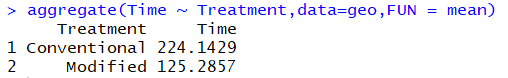 > aggregate(Time ~ Treatment,data=geo,FUN = mean)
Treatment Time
1 Conventional 224.1429
2 Modified 125.2857